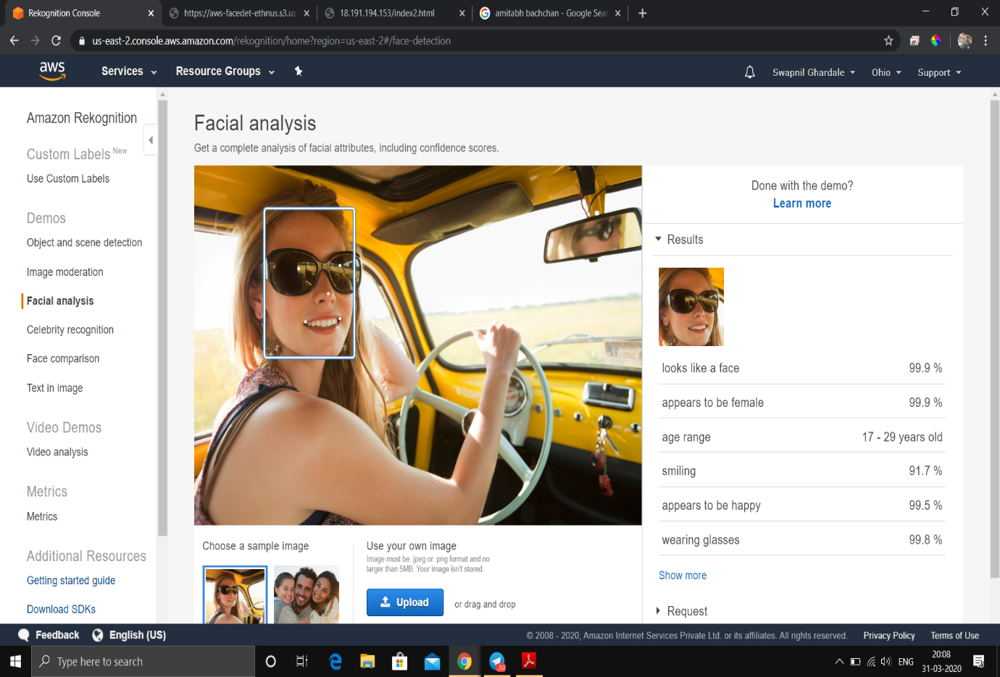 Rekognition Console
https://aws-facedet-ethnus.s3.us
18.191.194.153/index2.html
amitabh bachchan - Google Sear
us-east-2.console.aws.amazon.com/rekognition/home?region=us-east-2#/face-detection
aws
Services
Resource Groups
Swapnil Ghardale
Ohio
Support
Amazon Rekognition
Custom Labels New
Use Custom Labels
Demos
Object and scene detection
Image moderation
Facial analysis
Celebrity recognition
Face comparison
Text in image
Video Demos
Video analysis
Metrics
Metrics
Additional Resources
Getting started guide
Download SDKs
Facial analysis
Get a complete analysis of facial attributes, including confidence scores.
Choose a sample image
Use your own image
Image must be .jpeg or .png format and no
larger than 5MB. Your image isn't stored.
Upload
or drag and drop
Done with the demo?
Learn more
Results
looks like a face 99.9 %
appears to be female 99.9 %
age range 17 - 29 years old
smiling 91.7 %
appears to be happy 99.5 %
wearing glasses 99.8 %
Show more
Request
Feedback
English (US)
© 2008 - 2020, Amazon Internet Services Private Ltd. or its affiliates. All rights reserved.
Privacy Policy
Terms of Use
Type here to search
50
ENG
20:08
31-03-2020